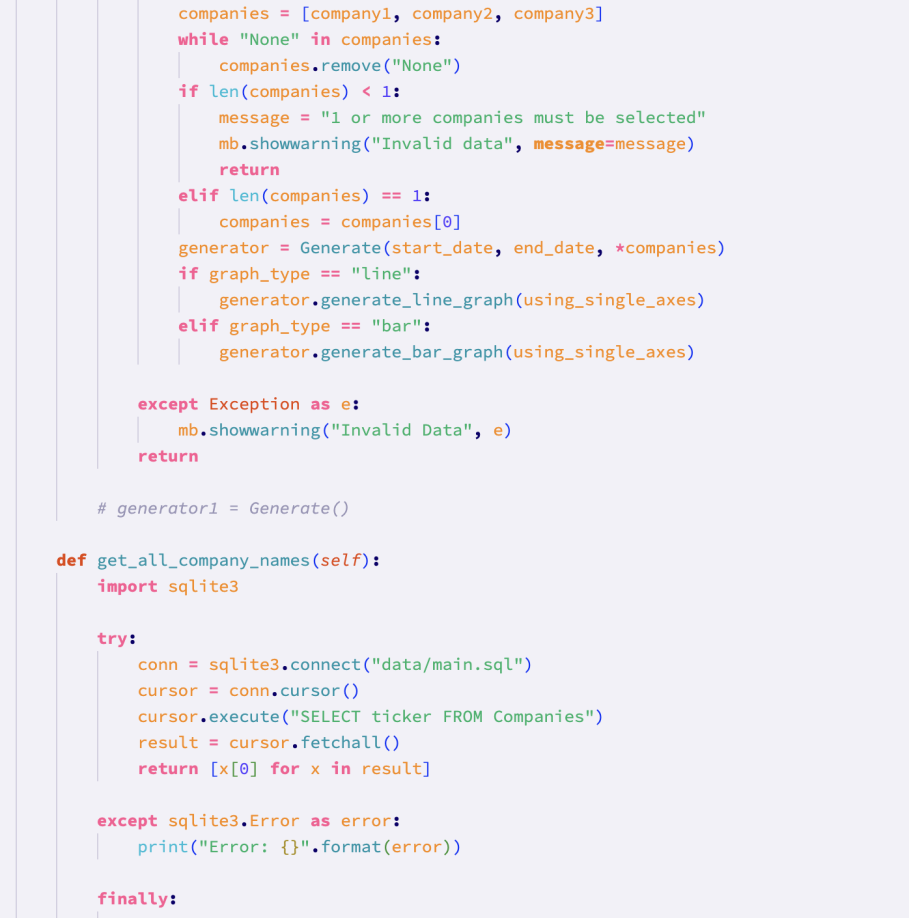 companies = [company1, company2, company3]
while "None" in companies:
companies.remove("None")
if len(companies) < 1:
message = "1 or more companies must be selected"
mb.showwarning("Invalid data", message=message)
return
elif len(companies) == 1:
companies = companies[0]
generator = Generate(start_date, end_date, *companies)
if graph_type == "line":
generator.generate_line_graph(using_single_axes)
elif graph_type == "bar":
generator.generate_bar_graph(using_single_axes)
except Exception as e:
mb.showwarning("Invalid Data", e)
return
# generator1 = Generate()
def get_all_company_names(self):
import sqlite3
try:
conn = sqlite3.connect("data/main.sql")
cursor = conn.cursor()
cursor.execute("SELECT ticker FROM Companies")
result = cursor.fetchall()
return [x[0] for x in result]
except sqlite3.Error as error:
print("Error: {}".format(error))
finally: